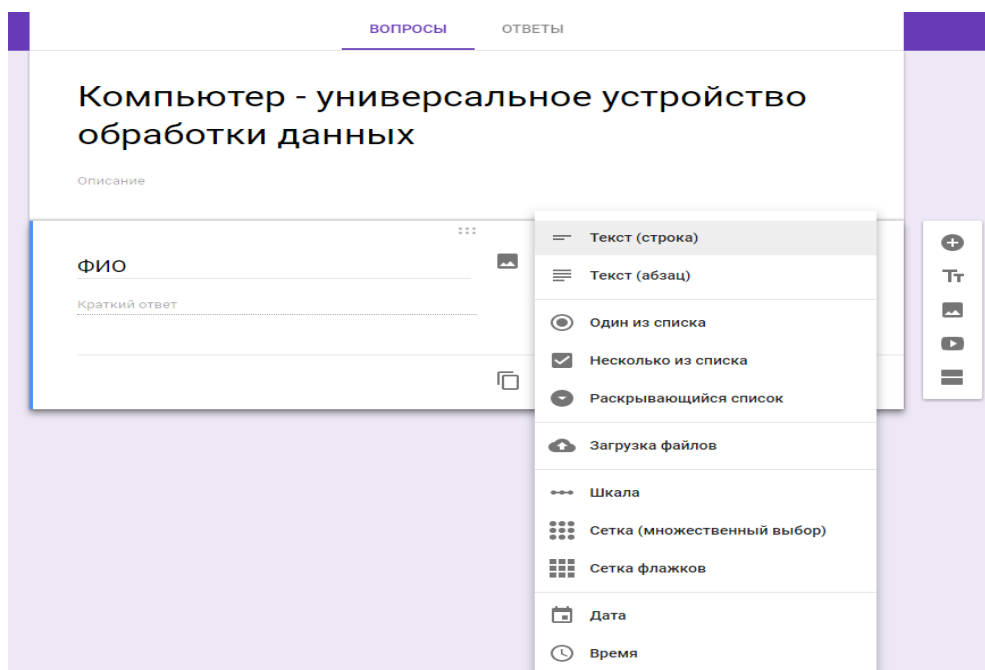 ВОПРОСЫ ОТВЕТЫ
Компьютер - универсальное устройство
обработки данных
Описание
ФИО
Краткий ответ
Текст (строка)
Текст (абзац)
Один из списка
Несколько из списка
Раскрывающийся список
Загрузка файлов
Шкала
Сетка (множественный выбор)
Сетка флажков
Дата
Время
Тт